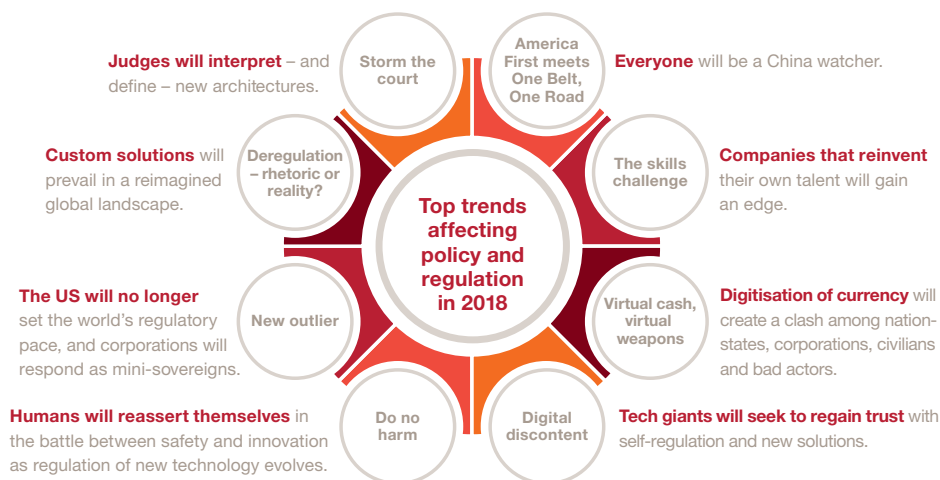 Top trends
affecting
policy and
regulation
in 2018
America
First meets
One Belt,
One Road
Everyone will be a China watcher.
The skills
challenge
Companies that reinvent
their own talent will gain
an edge.
Virtual cash,
virtual
weapons
Digitisation of currency will
create a clash among nation-
states, corporations, civilians
and bad actors.
Digital
discontent
Tech giants will seek to regain trust with
self-regulation and new solutions.
Do no
harm
Humans will reassert themselves in
the battle between safety and innovation
as regulation of new technology evolves.
New outlier
The US will no longer
set the world's regulatory
pace, and corporations will
respond as mini-sovereigns.
Deregulation
– rhetoric or
reality?
Custom solutions will
prevail in a reimagined
global landscape.
Storm the
court
Judges will interpret – and
define – new architectures.